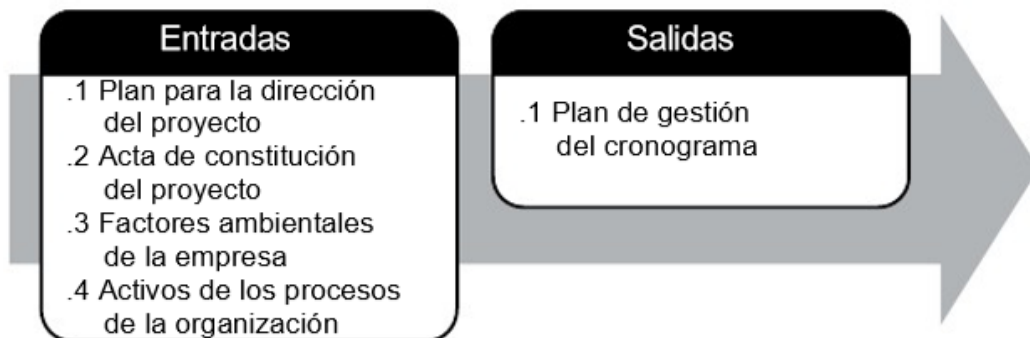 Entradas
.1 Plan para la dirección
del proyecto
.2 Acta de constitución
del proyecto
.3 Factores ambientales
de la empresa
.4 Activos de los procesos
de la organización
Salidas
.1 Plan de gestión
del cronograma